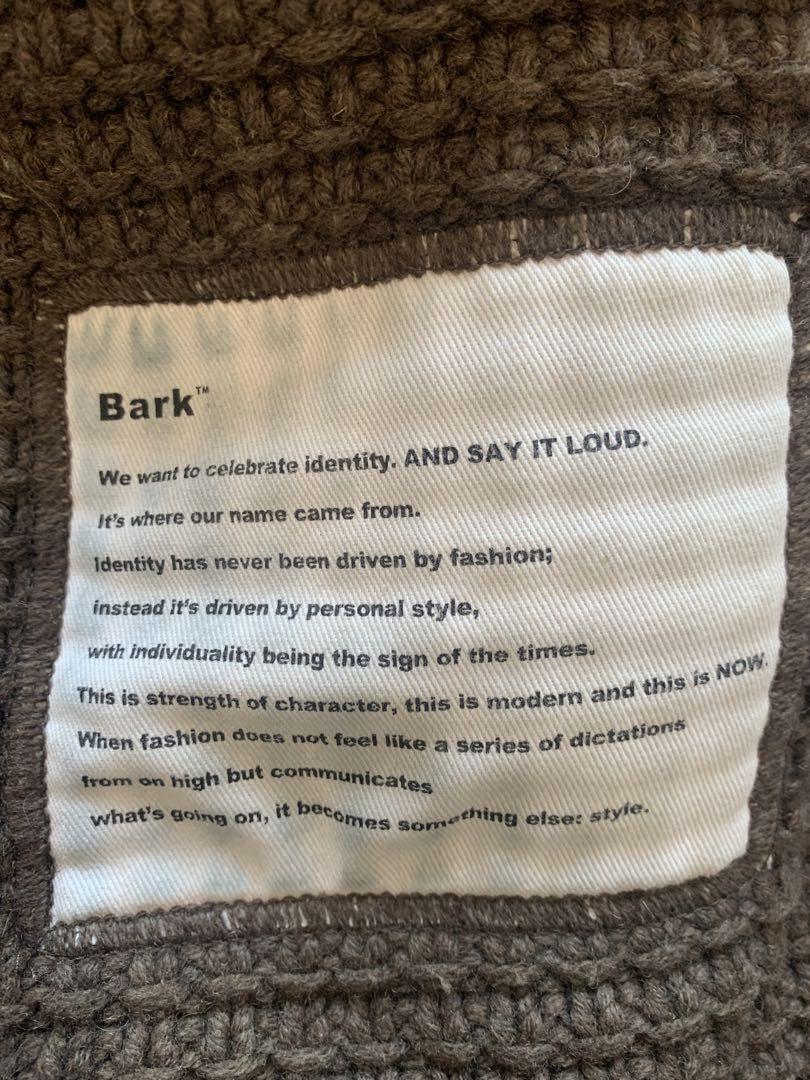 Bark™
We want to celebrate identity. AND SAY IT LOUD.
It's where our name came from.
Identity has never been driven by fashion;
instead it's driven by personal style,
with individuality being the sign of the times.
This is strength of character, this is modern and this is NOW.
When fashion does not feel like a series of dictations
from on high but communicates
what's going on, it becomes something else: style.